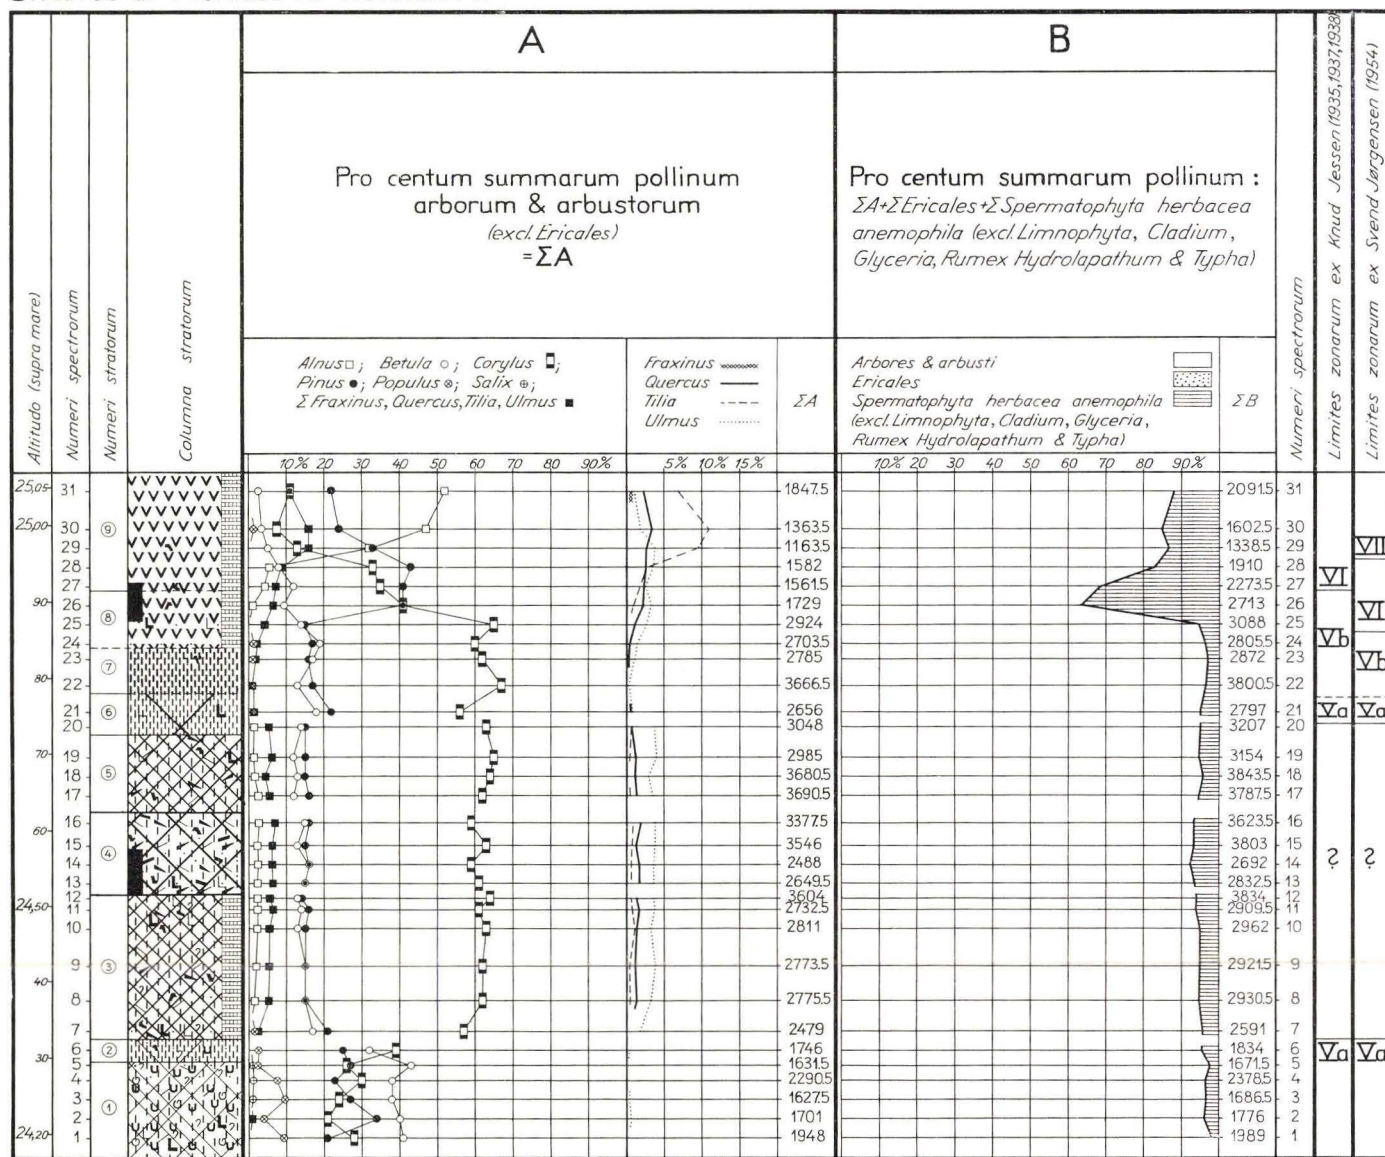 A
B
Pro centum summarum pollinum
arborum & arbustorum
(excl. Ericales)
= ΣA
Pro centum summarum pollinum :
ΣA+ΣEricales+ΣSpermatophyta herbacea
anemophila (excl. Limnophyta, Cladium,
Glyceria, Rumex Hydrolapathum & Typha)
Altitudo (supra mare)
Numeri spectrorum
Numeri stratorum
Columna stratorum
Numeri spectrorum
Limites zonarum ex Knud Jessen (1935,1937,1938)
Limites zonarum ex Svend Jørgensen (1954)
Alnus □ ; Betula ○ ; Corylus ;
Pinus ● ; Populus ⊗ ; Salix ⊕ ;
Σ Fraxinus, Quercus, Tilia, Ulmus ■
Fraxinus
Quercus
Tilia
Ulmus
ΣA
Arbores & arbusti
Ericales
Spermatophyta herbacea anemophila
(excl. Limnophyta, Cladium, Glyceria,
Rumex Hydrolapathum & Typha)
ΣB
10% 20 30 40 50 60 70 80 90% 5% 10% 15% 10% 20 30 40 50 60 70 80 90%
25,05 31 1847.5 2091.5 31
25,00 30 ⑨ 1363.5 1602.5 30
29 1163.5 1338.5 29 VII
28 1582 1910 28
27 1561.5 2273.5 27 VI
90 26 1729 2713 26
25 ⑧ 2924 3088 25 VI
24 2703.5 2805.5 24 Vb
23 ⑦ 2785 2872 23 Vb
80 22 3666.5 3800.5 22
21 ⑥ 2656 2797 21 Va Va
20 3048 3207 20
70 19 2985 3154 19
18 ⑤ 3680.5 3843.5 18
17 3690.5 3787.5 17
60 16 3377.5 3623.5 16
15 ④ 3546 3803 15
14 2488 2692 14 ? ?
13 2649.5 2832.5 13
12 3604 3834 12
24,50 11 2732.5 2909.5 11
10 2811 2962 10
40 9 ③ 2773.5 2921.5 9
8 2775.5 2930.5 8
7 2479 2591 7
30 6 ② 1746 1834 6 Va Va
5 1631.5 1671.5 5
4 2290.5 2378.5 4
3 ① 1627.5 1686.5 3
2 1701 1776 2
24,20 1 1948 1989 1